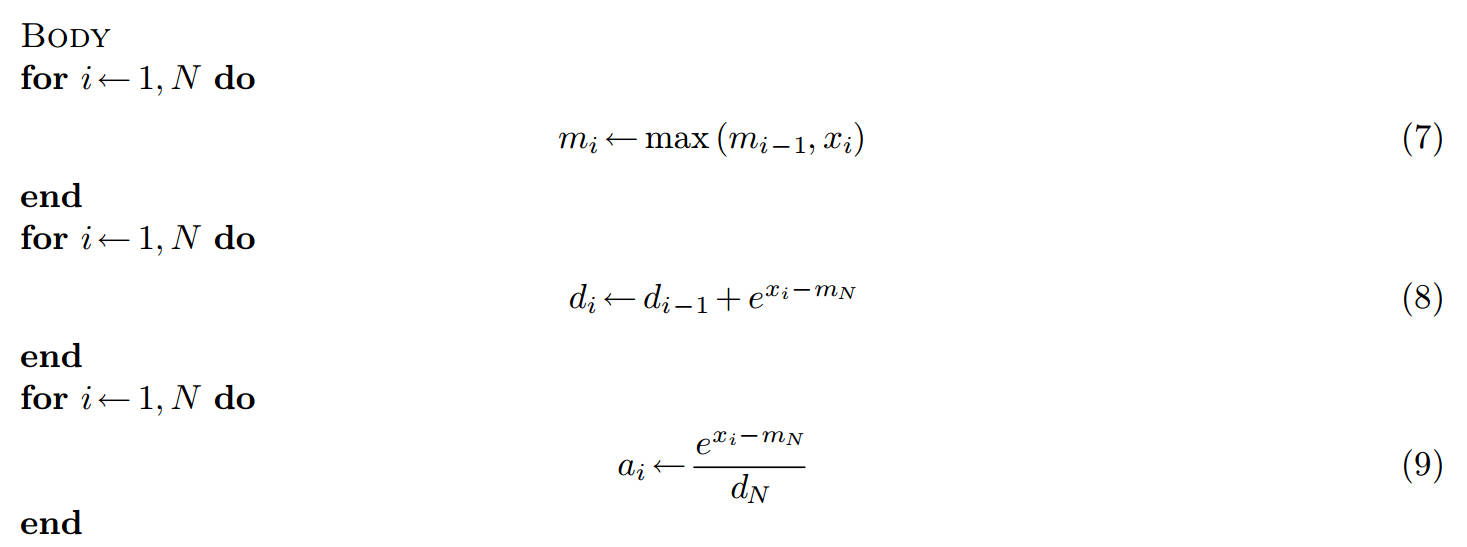 BODY
for i ← 1, N do
m_i ← max (m_{i−1}, x_i) (7)
end
for i ← 1, N do
d_i ← d_{i−1} + e^{x_i − m_N} (8)
end
for i ← 1, N do
a_i ← \frac{e^{x_i − m_N}}{d_N} (9)
end